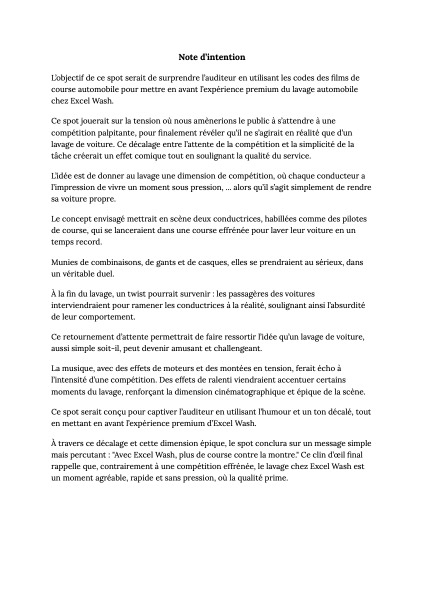 Note d'intention
L'objectif de ce spot serait de surprendre l'auditeur en utilisant les codes des films de
course automobile pour mettre en avant l'expérience premium du lavage automobile
chez Excel Wash.
Ce spot jouerait sur la tension où nous amènerions le public à s'attendre à une
compétition palpitante, pour finalement révéler qu'il ne s'agirait en réalité que d'un
lavage de voiture. Ce décalage entre l'attente de la compétition et la simplicité de la
tâche créerait un effet comique tout en soulignant la qualité du service.
L'idée est de donner au lavage une dimension de compétition, où chaque conducteur a
l'impression de vivre un moment sous pression, ... alors qu'il s'agit simplement de rendre
sa voiture propre.
Le concept envisagé mettrait en scène deux conductrices, habillées comme des pilotes
de course, qui se lanceraient dans une course effrénée pour laver leur voiture en un
temps record.
Munies de combinaisons, de gants et de casques, elles se prendraient au sérieux, dans
un véritable duel.
À la fin du lavage, un twist pourrait survenir : les passagères des voitures
interviendraient pour ramener les conductrices à la réalité, soulignant ainsi l'absurdité
de leur comportement.
Ce retournement d'attente permettrait de faire ressortir l'idée qu'un lavage de voiture,
aussi simple soit-il, peut devenir amusant et challengeant.
La musique, avec des effets de moteurs et des montées en tension, ferait écho à
l'intensité d'une compétition. Des effets de ralenti viendraient accentuer certains
moments du lavage, renforçant la dimension cinématographique et épique de la scène.
Ce spot serait conçu pour captiver l'auditeur en utilisant l'humour et un ton décalé, tout
en mettant en avant l'expérience premium d'Excel Wash.
À travers ce décalage et cette dimension épique, le spot conclura sur un message simple
mais percutant : "Avec Excel Wash, plus de course contre la montre." Ce clin d'œil final
rappelle que, contrairement à une compétition effrénée, le lavage chez Excel Wash est
un moment agréable, rapide et sans pression, où la qualité prime.